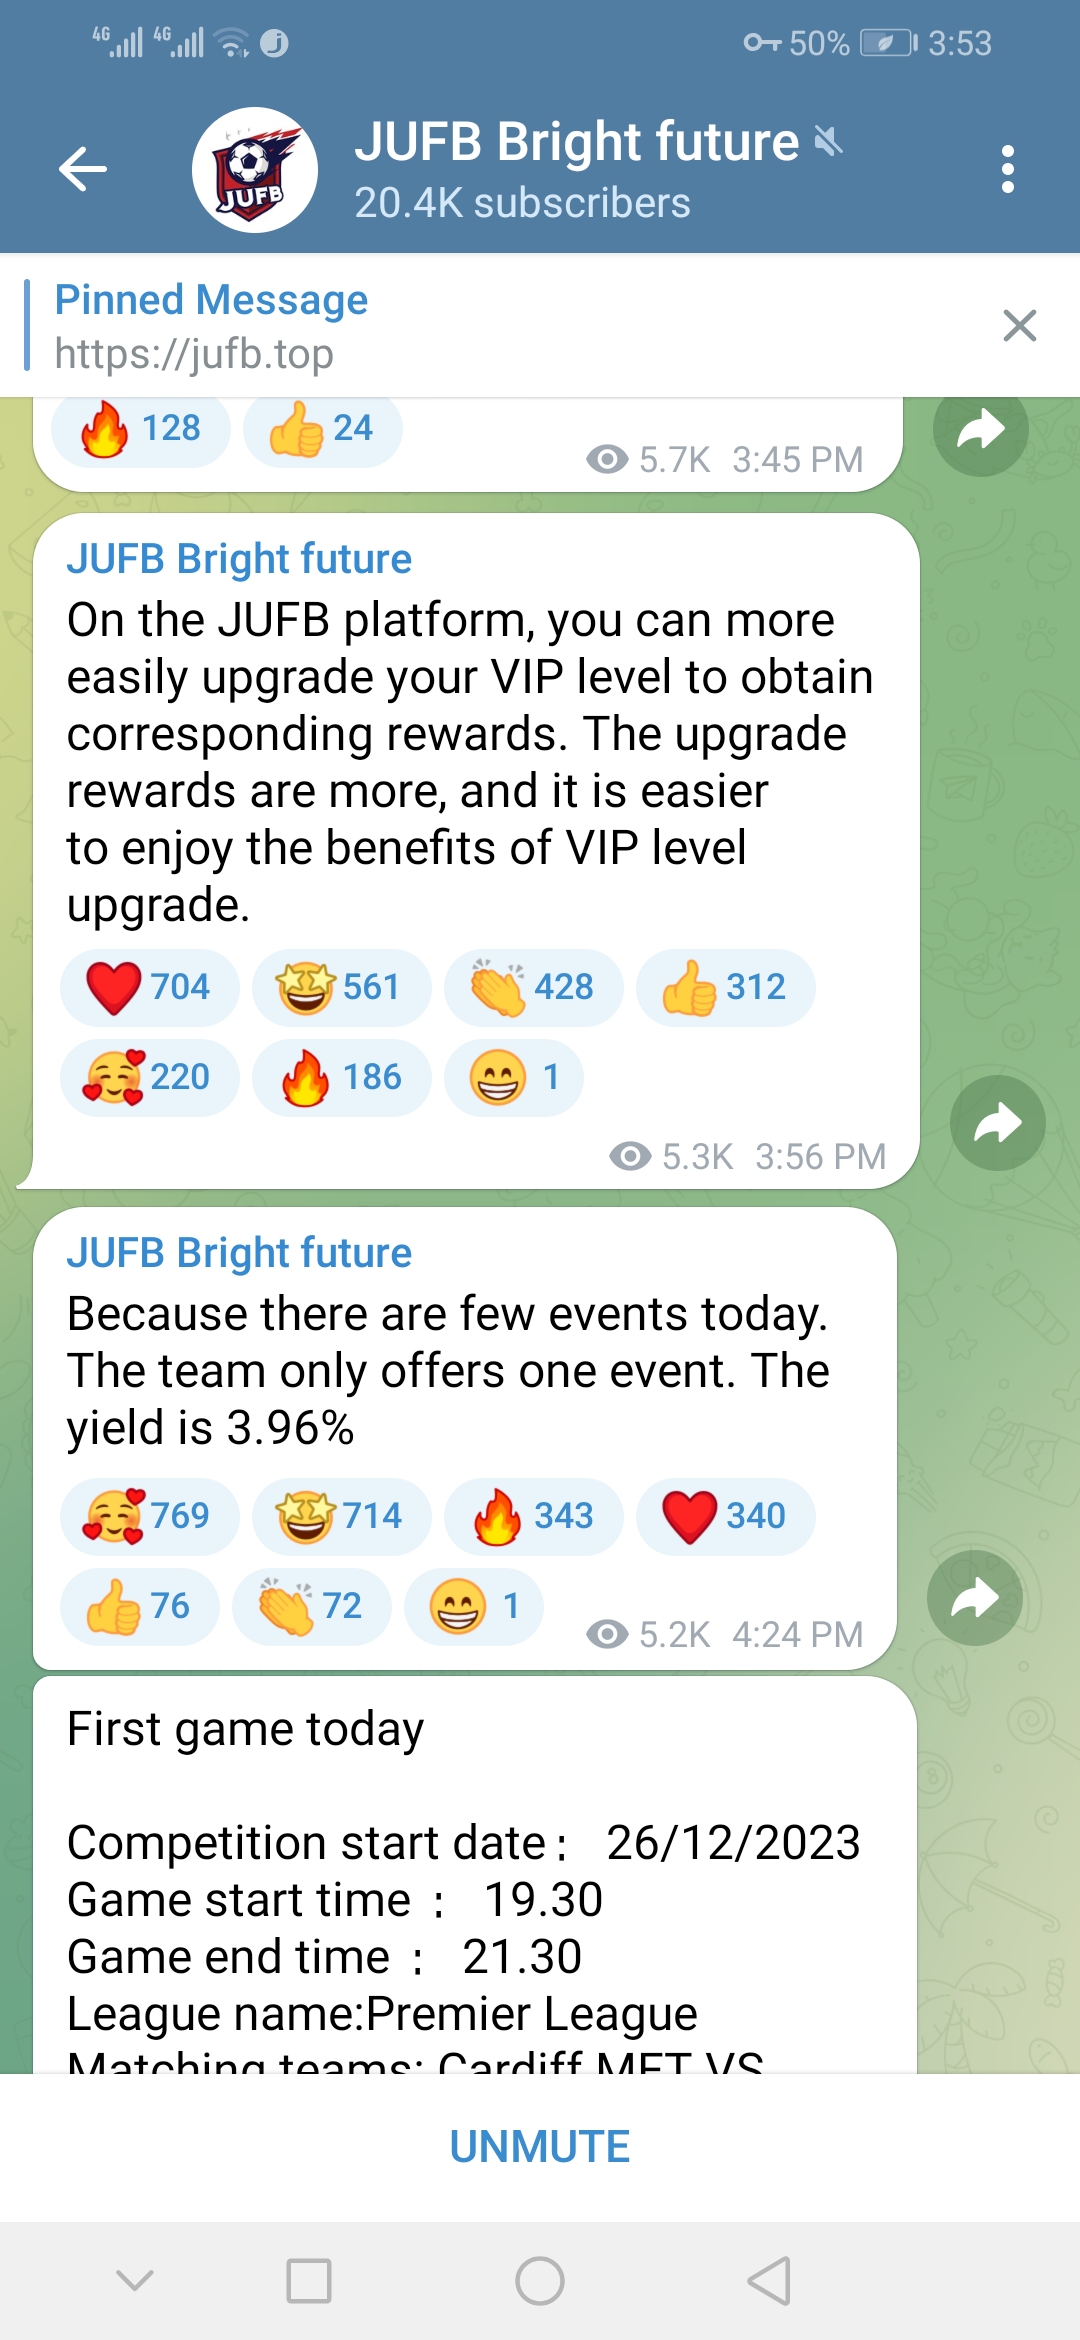 4G 4G 50% 3:53
JUFB
JUFB Bright future
20.4K subscribers
Pinned Message
https://jufb.top
128 24
5.7K 3:45 PM
JUFB Bright future
On the JUFB platform, you can more
easily upgrade your VIP level to obtain
corresponding rewards. The upgrade
rewards are more, and it is easier
to enjoy the benefits of VIP level
upgrade.
704 561 428 312
220 186 1
5.3K 3:56 PM
JUFB Bright future
Because there are few events today.
The team only offers one event. The
yield is 3.96%
769 714 343 340
76 72 1
5.2K 4:24 PM
First game today
Competition start date： 26/12/2023
Game start time ： 19.30
Game end time ： 21.30
League name:Premier League
Matching teams: Cardiff MET VS
UNMUTE